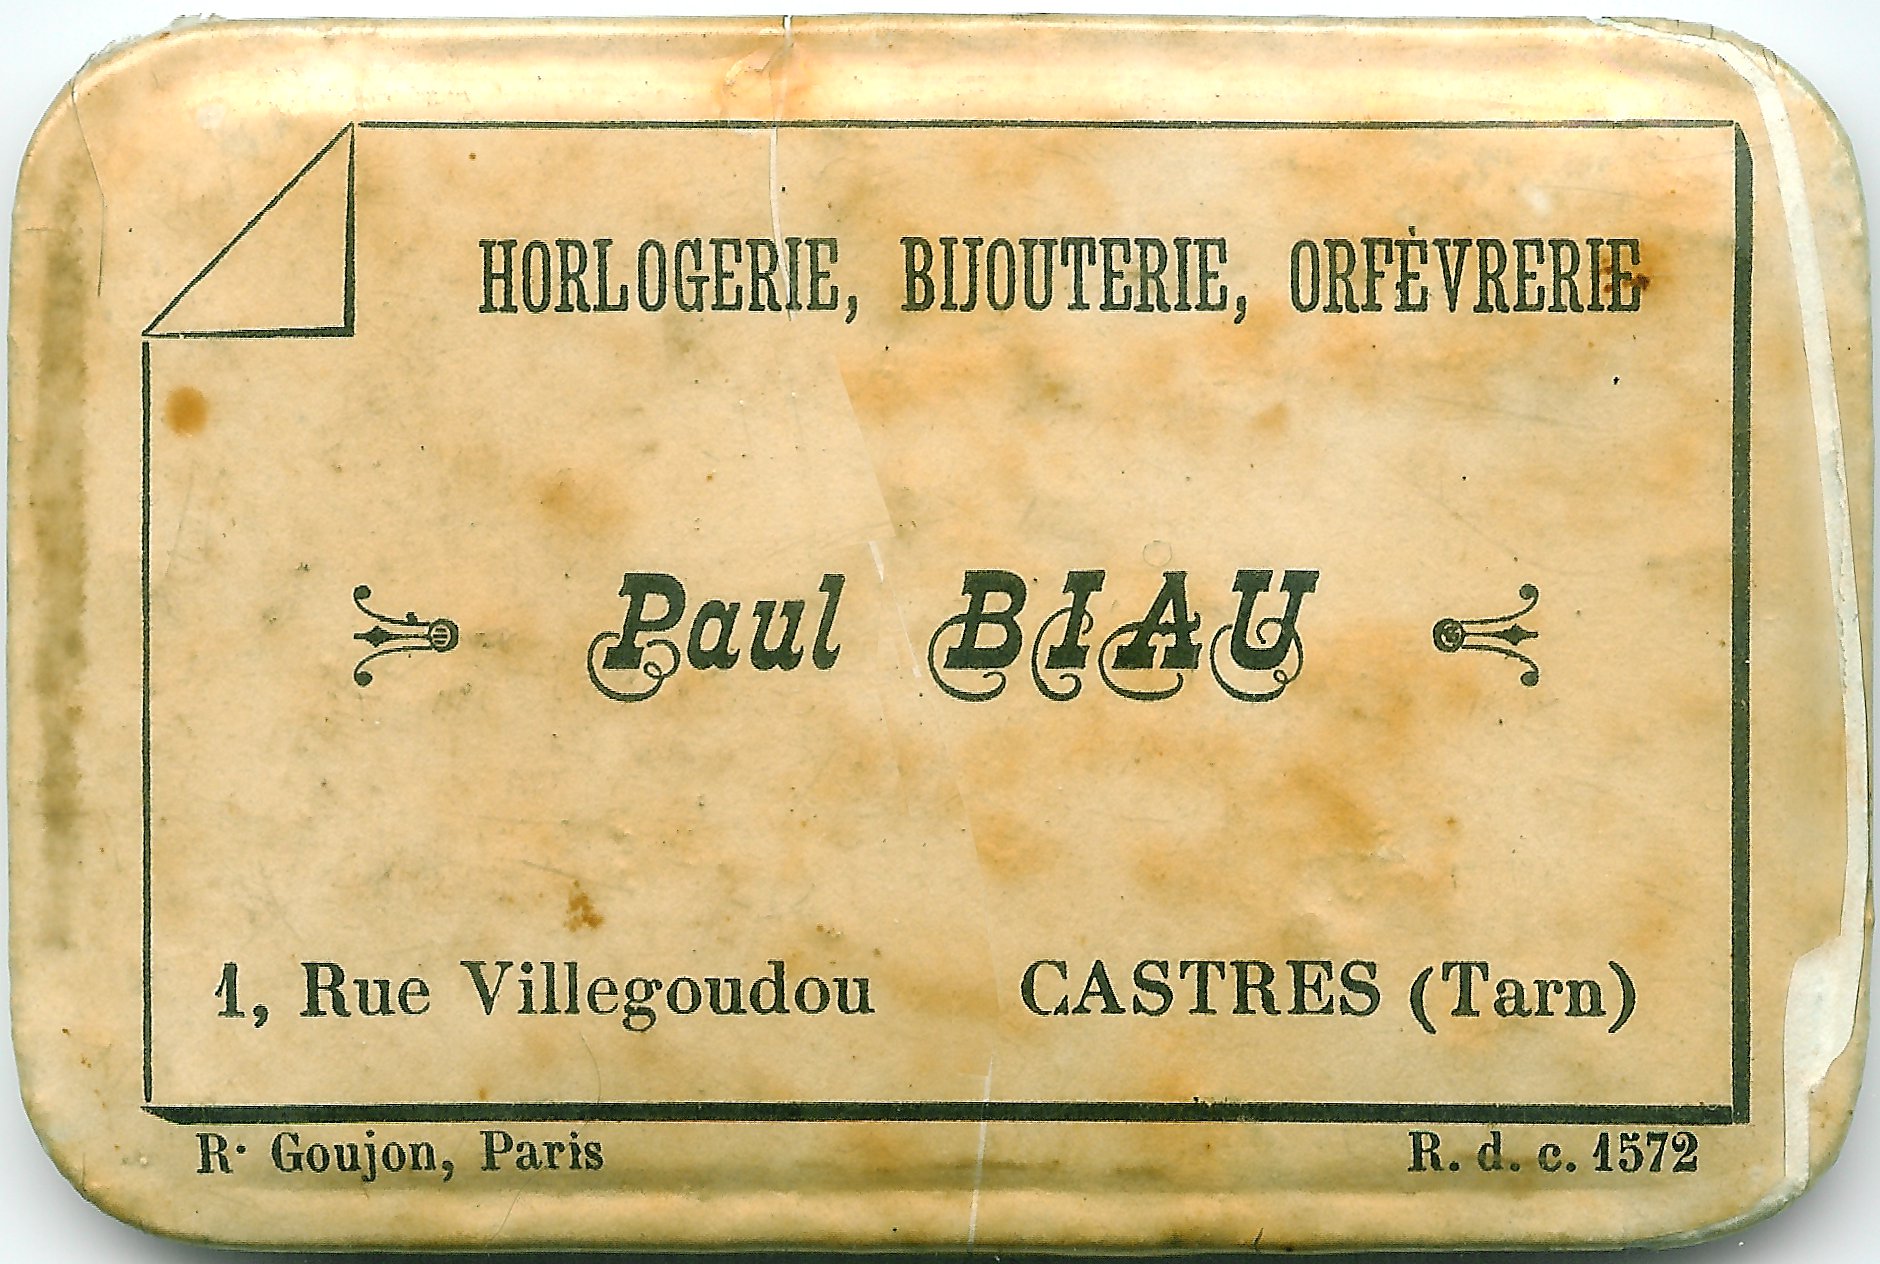 HORLOGERIE, BIJOUTERIE, ORFÈVRERIE
Paul BIAU
1, Rue Villegoudou CASTRES (Tarn)
R. Goujon, Paris R. d. c. 1572